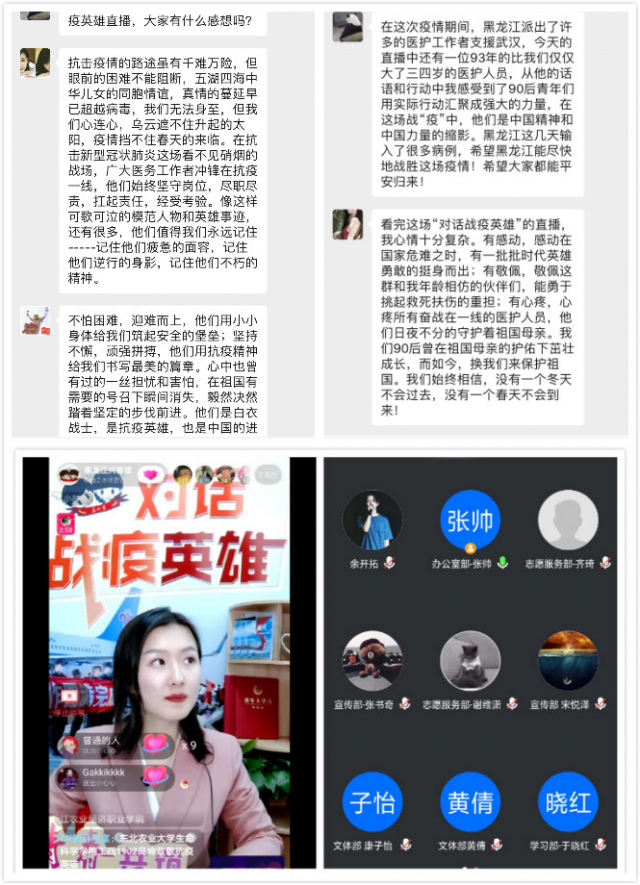 疫英雄直播，大家有什么感想吗？
抗击疫情的路途虽有千难万险，但
眼前的困难不能阻断，五湖四海中
华儿女的同胞情谊，真情的蔓延早
已超越病毒，我们无法身至，但我
们心连心，乌云遮不住升起的太
阳，疫情挡不住春天的来临。在抗
击新型冠状肺炎这场看不见硝烟的
战场，广大医务工作者冲锋在抗疫
一线，他们始终坚守岗位，尽职尽
责，扛起责任，经受考验。像这样
可歌可泣的模范人物和英雄事迹，
还有很多，他们值得我们永远记住
-----记住他们疲惫的面容，记住
他们逆行的身影，记住他们不朽的
精神。
不怕困难，迎难而上，他们用小小
身体给我们筑起安全的堡垒；坚持
不懈，顽强拼搏，他们用抗疫精神
给我们书写最美的篇章。心中也曾
有过的一丝担忧和害怕，在祖国有
需要的号召下瞬间消失，毅然决然
踏着坚定的步伐前进。他们是白衣
战士，是抗疫英雄，也是中国的进
在这次疫情期间，黑龙江派出了许
多的医护工作者支援武汉，今天的
直播中还有一位93年的比我们仅仅
大了三四岁的医护人员，从他的话
语和行动中我感受到了90后青年们
用实际行动汇聚成强大的力量，在
这场战“疫”中，他们是中国精神和
中国力量的缩影。黑龙江这几天输
入了很多病例，希望黑龙江能尽快
地战胜这场疫情！希望大家都能平
安归来！
看完这场“对话战疫英雄”的直播，
我心情十分复杂。有感动，感动在
国家危难之时，有一批批时代英雄
勇敢的挺身而出；有敬佩，敬佩这
群和我年龄相仿的伙伴们，能勇于
挑起救死扶伤的重担；有心疼，心
疼所有奋战在一线的医护人员，他
们日夜不分的守护着祖国母亲。我
们90后曾在祖国母亲的护佑下茁壮
成长，而如今，换我们来保护祖
国。我们始终相信，没有一个冬天
不会过去，没有一个春天不会到
来！
对话
战疫英雄
2:58
普通的人
x 9
Gakkikkkk
江农业经济职业学院
东北农业大学生命
张帅
余开拓
办公室部-张帅
志愿服务部-齐琦
宣传部-张书奇
志愿服务部-谢维潇
宣传部 宋悦泽
子怡
黄倩
晓红
文体部 康子怡
文体部黄倩
学习部-于晓红